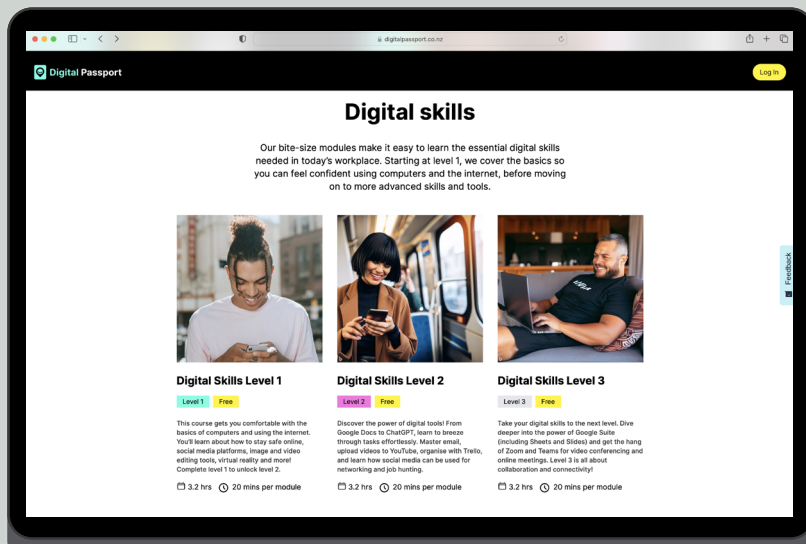 digitalpassport.co.nz
Digital Passport
Log In
Digital skills
Our bite-size modules make it easy to learn the essential digital skills
needed in today's workplace. Starting at level 1, we cover the basics so
you can feel confident using computers and the internet, before moving
on to more advanced skills and tools.
Feedback
Digital Skills Level 1
Level 1 Free
This course gets you comfortable with the
basics of computers and using the internet.
You'll learn about how to stay safe online,
social media platforms, image and video
editing tools, virtual reality and more!
Complete level 1 to unlock level 2.
3.2 hrs 20 mins per module
Digital Skills Level 2
Level 2 Free
Discover the power of digital tools! From
Google Docs to ChatGPT, learn to breeze
through tasks effortlessly. Master email,
upload videos to YouTube, organise with Trello,
and learn how social media can be used for
networking and job hunting.
3.2 hrs 20 mins per module
Digital Skills Level 3
Level 3 Free
Take your digital skills to the next level. Dive
deeper into the power of Google Suite
(including Sheets and Slides) and get the hang
of Zoom and Teams for video conferencing and
online meetings. Level 3 is all about
collaboration and connectivity!
3.2 hrs 20 mins per module